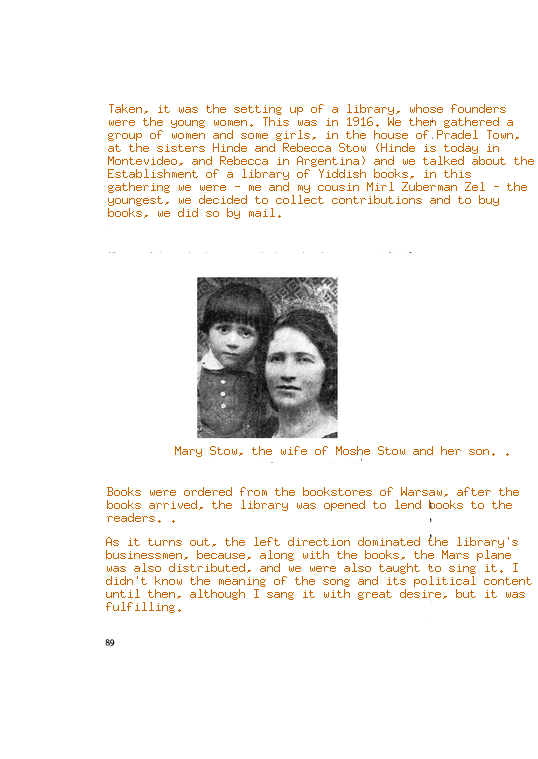 Taken, it was the setting up of a library, whose founders
were the young women. This was in 1916. We then gathered a
group of women and some girls, in the house of Pradel Town,
at the sisters Hinde and Rebecca Stow (Hinde is today in
Montevideo, and Rebecca in Argentina) and we talked about the
Establishment of a library of Yiddish books, in this
gathering we were - me and my cousin Mirl Zuberman Zel - the
youngest, we decided to collect contributions and to buy
books, we did so by mail.
Mary Stow, the wife of Moshe Stow and her son. .
Books were ordered from the bookstores of Warsaw, after the
books arrived, the library was opened to lend books to the
readers. .
As it turns out, the left direction dominated the library's
businessmen, because, along with the books, the Mars plane
was also distributed, and we were also taught to sing it. I
didn't know the meaning of the song and its political content
until then, although I sang it with great desire, but it was
fulfilling.
89